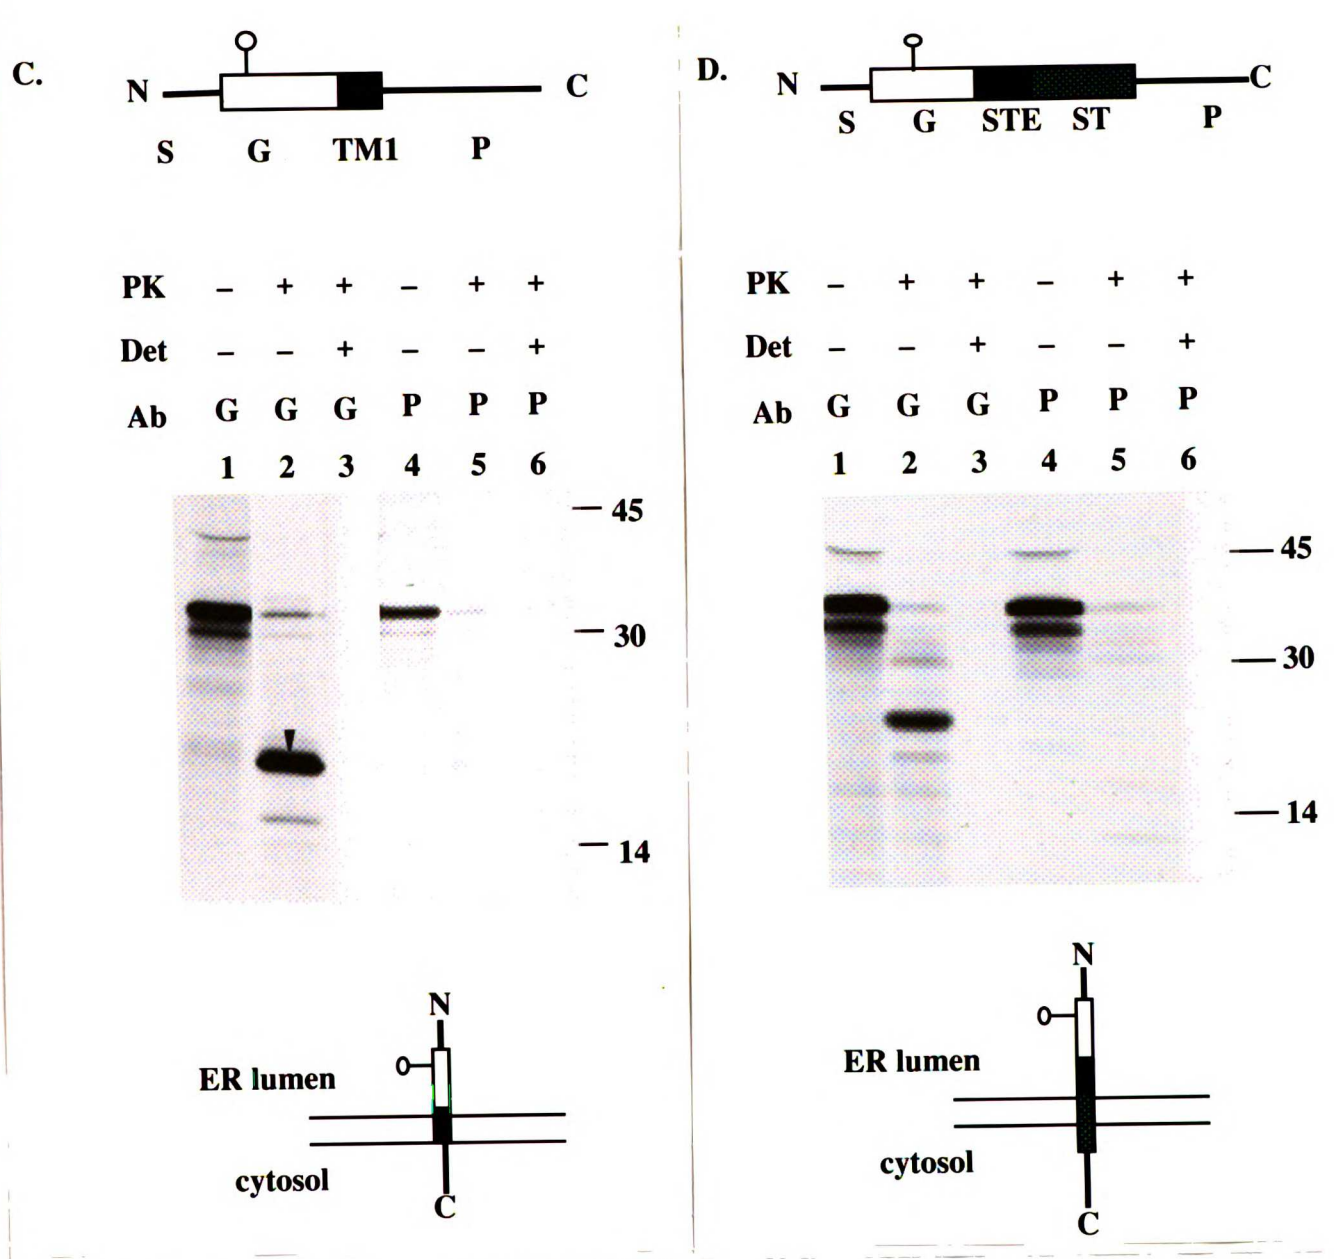 C.
N C
S G TM1 P
PK – + + – + +
Det – – + – – +
Ab G G G P P P
1 2 3 4 5 6
45
30
14
N
ER lumen
cytosol
C
D.
N C
S G STE ST P
PK – + + – + +
Det – – + – – +
Ab G G G P P P
1 2 3 4 5 6
45
30
14
N
ER lumen
cytosol
C